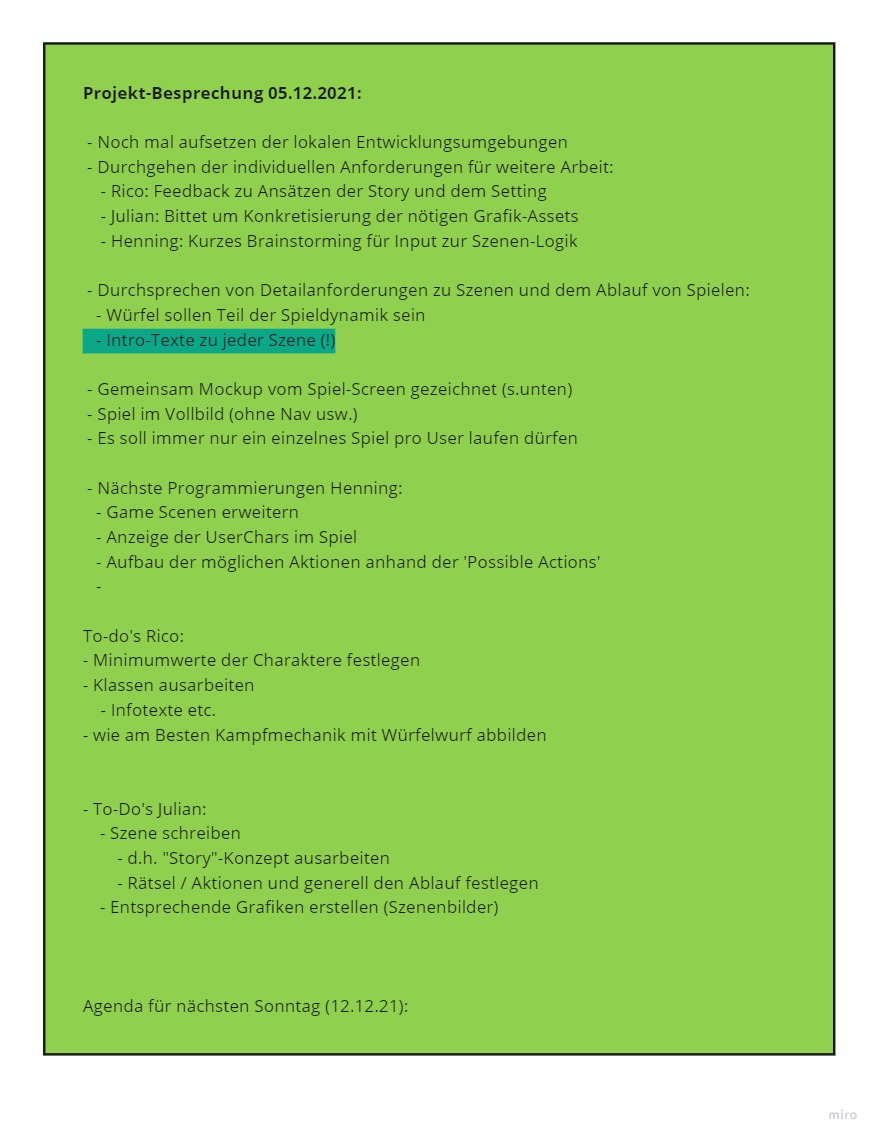 Projekt-Besprechung 05.12.2021:
- Noch mal aufsetzen der lokalen Entwicklungsumgebungen
- Durchgehen der individuellen Anforderungen für weitere Arbeit:
- Rico: Feedback zu Ansätzen der Story und dem Setting
- Julian: Bittet um Konkretisierung der nötigen Grafik-Assets
- Henning: Kurzes Brainstorming für Input zur Szenen-Logik
- Durchsprechen von Detailanforderungen zu Szenen und dem Ablauf von Spielen:
- Würfel sollen Teil der Spieldynamik sein
- Intro-Texte zu jeder Szene (!)
- Gemeinsam Mockup vom Spiel-Screen gezeichnet (s.unten)
- Spiel im Vollbild (ohne Nav usw.)
- Es soll immer nur ein einzelnes Spiel pro User laufen dürfen
- Nächste Programmierungen Henning:
- Game Scenen erweitern
- Anzeige der UserChars im Spiel
- Aufbau der möglichen Aktionen anhand der 'Possible Actions'
-
To-do's Rico:
- Minimumwerte der Charaktere festlegen
- Klassen ausarbeiten
- Infotexte etc.
- wie am Besten Kampfmechanik mit Würfelwurf abbilden
- To-Do's Julian:
- Szene schreiben
- d.h. "Story"-Konzept ausarbeiten
- Rätsel / Aktionen und generell den Ablauf festlegen
- Entsprechende Grafiken erstellen (Szenenbilder)
Agenda für nächsten Sonntag (12.12.21):
miro